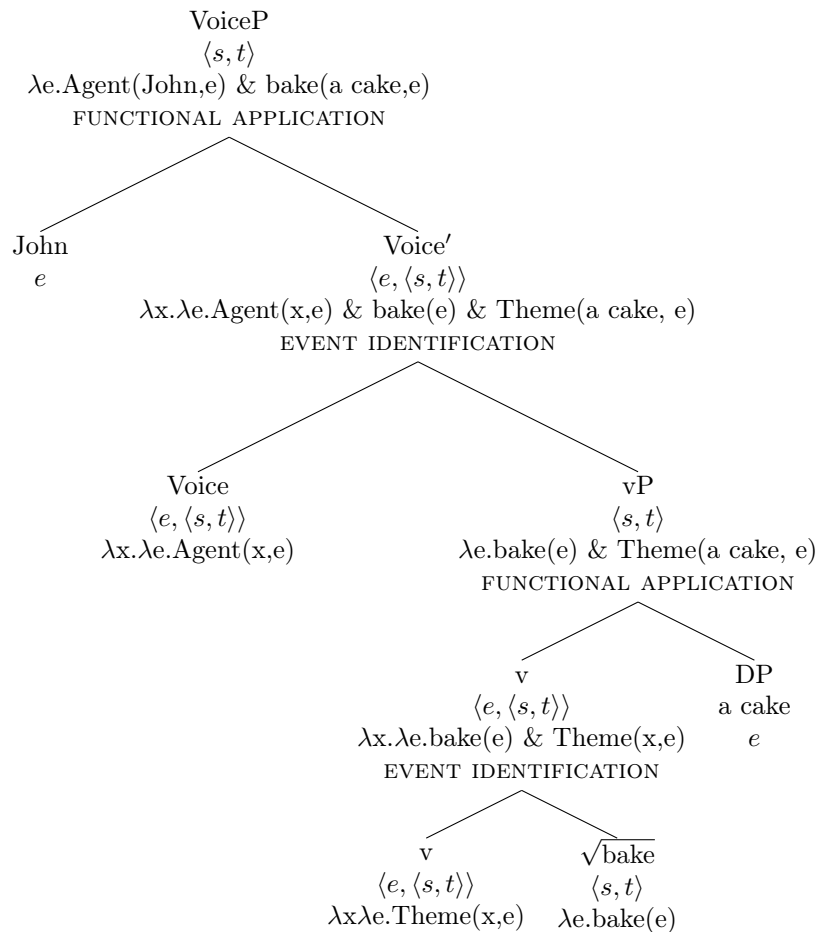 VoiceP
⟨s, t⟩
λe.Agent(John,e) & bake(a cake,e)
FUNCTIONAL APPLICATION
John
e
Voice′
⟨e, ⟨s, t⟩⟩
λx.λe.Agent(x,e) & bake(e) & Theme(a cake, e)
EVENT IDENTIFICATION
Voice
⟨e, ⟨s, t⟩⟩
λx.λe.Agent(x,e)
vP
⟨s, t⟩
λe.bake(e) & Theme(a cake, e)
FUNCTIONAL APPLICATION
v
⟨e, ⟨s, t⟩⟩
λx.λe.bake(e) & Theme(x,e)
EVENT IDENTIFICATION
DP
a cake
e
v
⟨e, ⟨s, t⟩⟩
λxλe.Theme(x,e)
√bake
⟨s, t⟩
λe.bake(e)